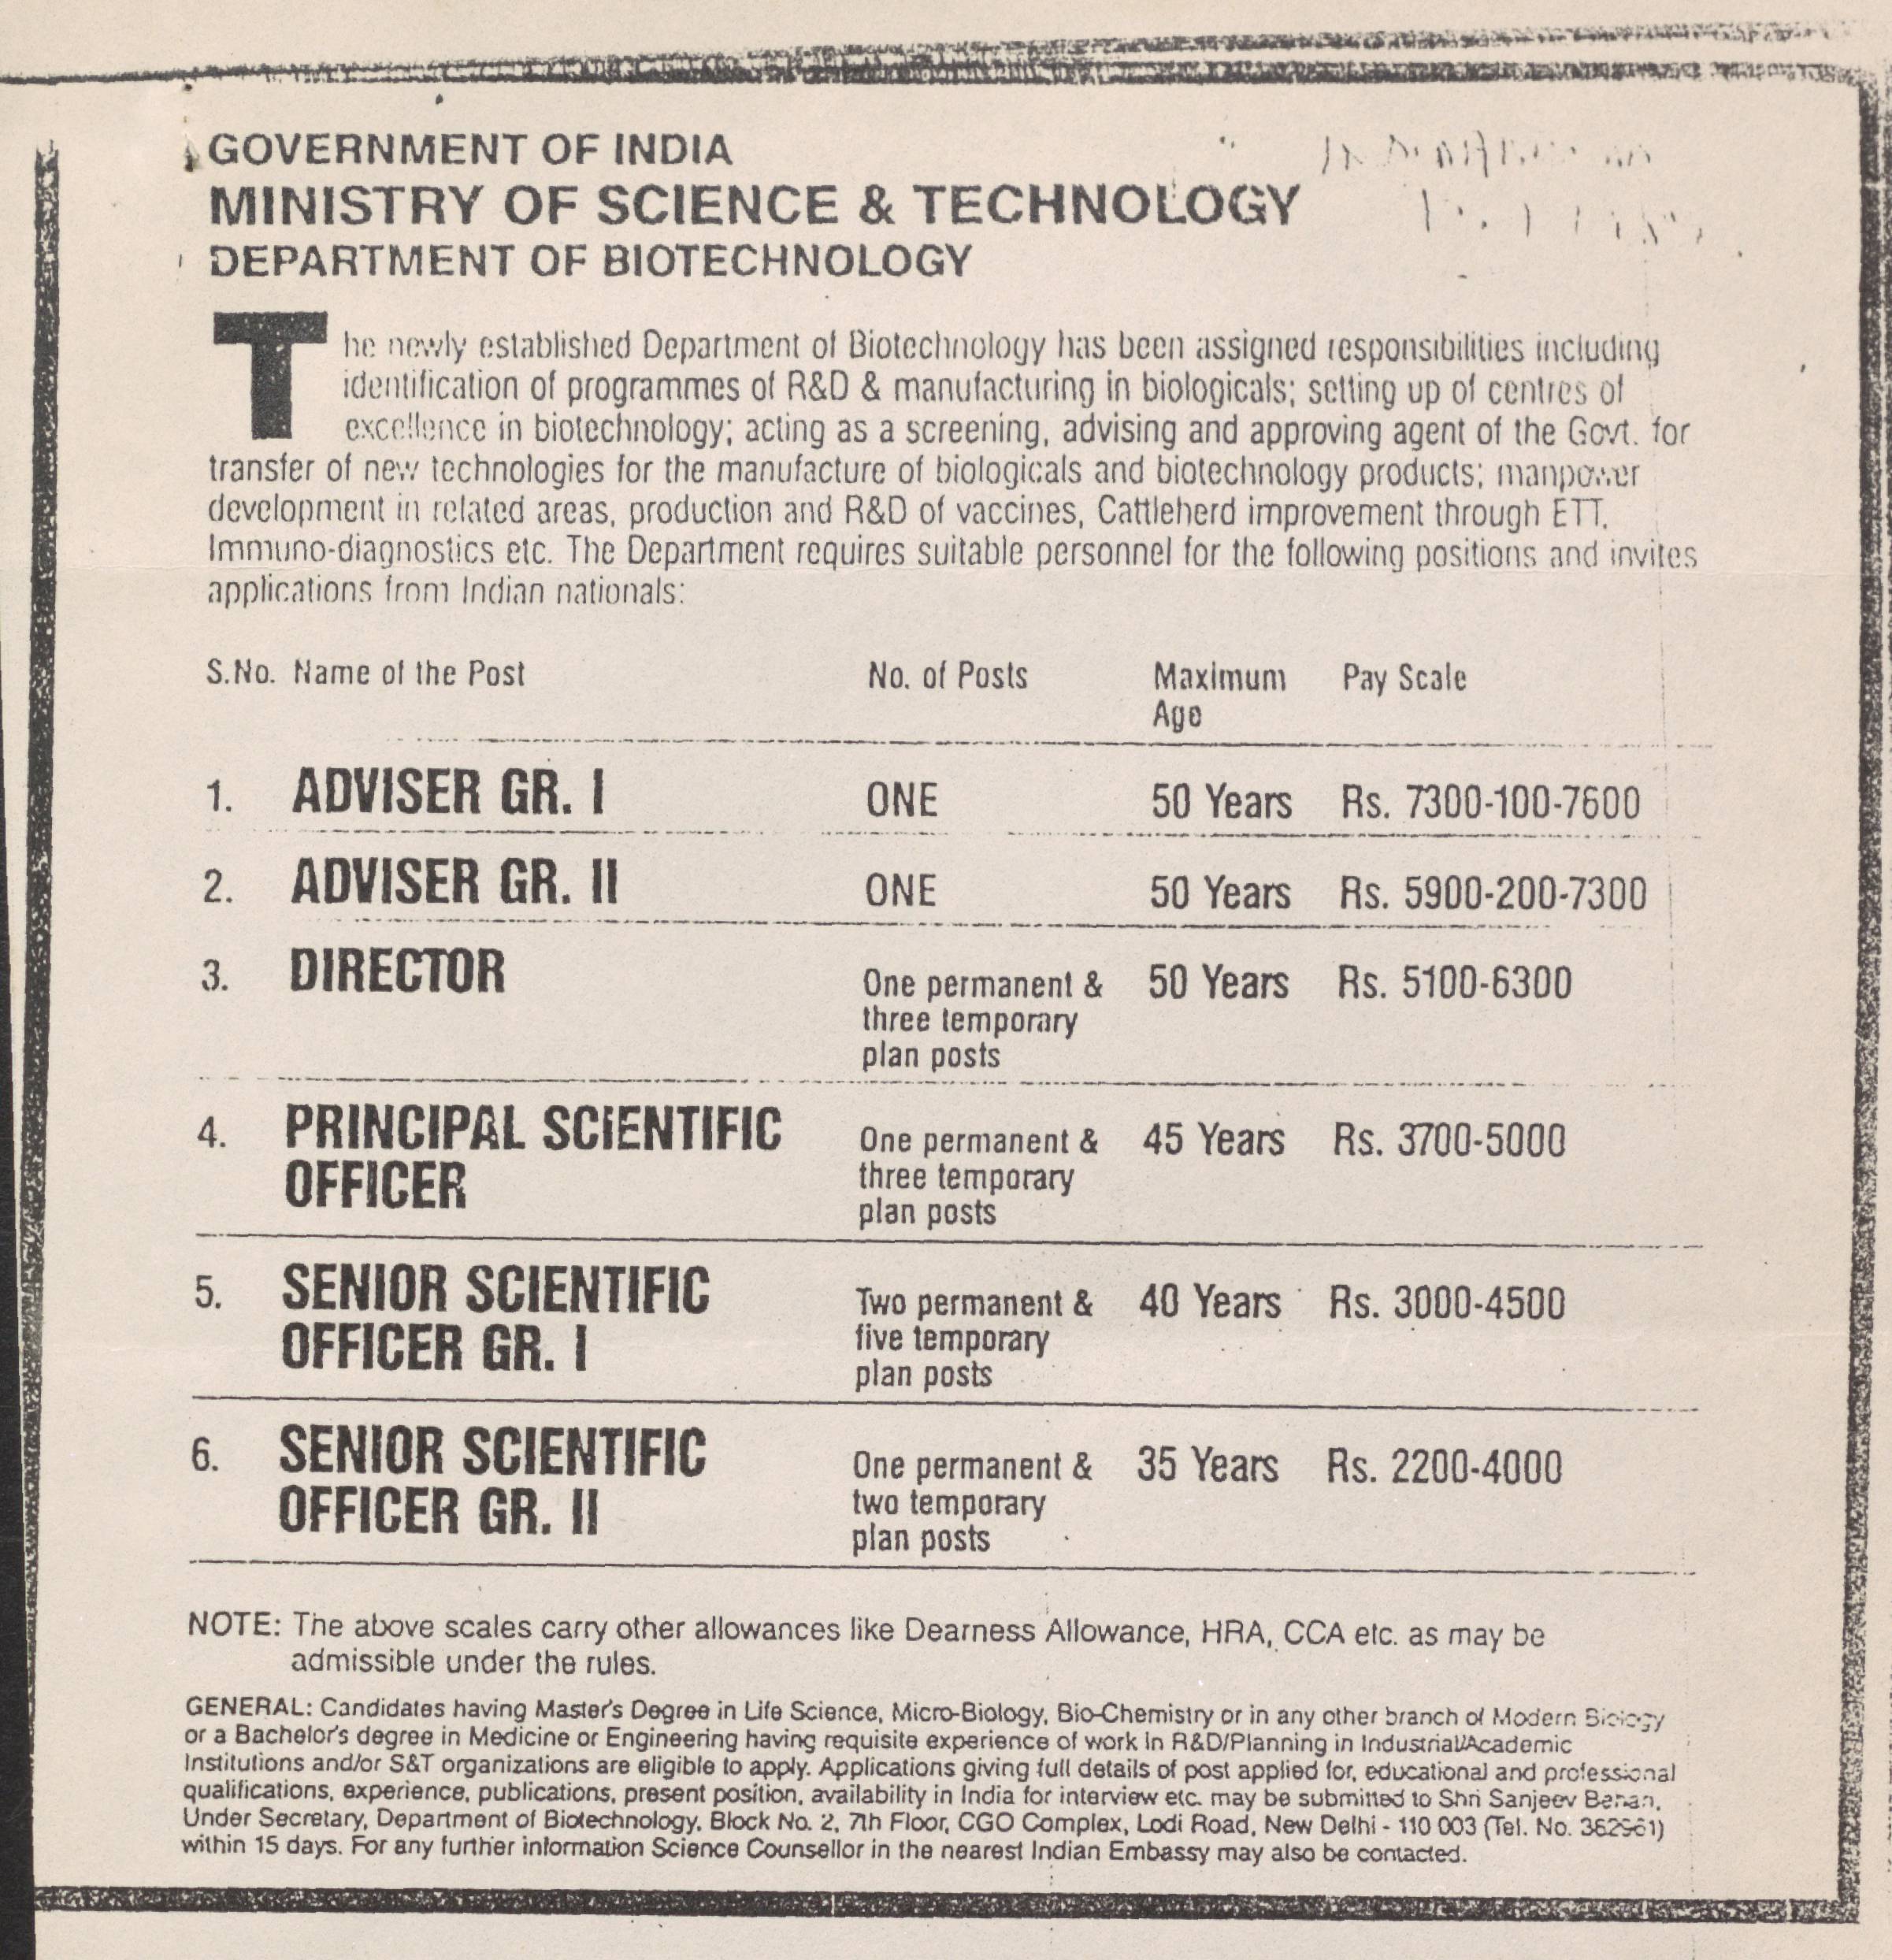 GOVERNMENT OF INDIA
MINISTRY OF SCIENCE & TECHNOLOGY
DEPARTMENT OF BIOTECHNOLOGY
The newly established Department of Biotechnology has been assigned responsibilities including
identification of programmes of R&D & manufacturing in biologicals; setting up of centres of
excellence in biotechnology; acting as a screening, advising and approving agent of the Govt. for
transfer of new technologies for the manufacture of biologicals and biotechnology products; manpower
development in related areas, production and R&D of vaccines, Cattleherd improvement through ETT,
Immuno-diagnostics etc. The Department requires suitable personnel for the following positions and invites
applications from Indian nationals:
S.No. Name of the Post No. of Posts Maximum Pay Scale
Age
1. ADVISER GR. I ONE 50 Years Rs. 7300-100-7600
2. ADVISER GR. II ONE 50 Years Rs. 5900-200-7300
3. DIRECTOR One permanent & 50 Years Rs. 5100-6300
three temporary
plan posts
4. PRINCIPAL SCIENTIFIC One permanent & 45 Years Rs. 3700-5000
OFFICER three temporary
plan posts
5. SENIOR SCIENTIFIC Two permanent & 40 Years Rs. 3000-4500
OFFICER GR. I five temporary
plan posts
6. SENIOR SCIENTIFIC One permanent & 35 Years Rs. 2200-4000
OFFICER GR. II two temporary
plan posts
NOTE: The above scales carry other allowances like Dearness Allowance, HRA, CCA etc. as may be
admissible under the rules.
GENERAL: Candidates having Master's Degree in Life Science, Micro-Biology, Bio-Chemistry or in any other branch of Modern Biology
or a Bachelor's degree in Medicine or Engineering having requisite experience of work in R&D/Planning in Industrial/Academic
Institutions and/or S&T organizations are eligible to apply. Applications giving full details of post applied for, educational and professional
qualifications, experience, publications, present position, availability in India for interview etc. may be submitted to Shri Sanjeev
Under Secretary, Department of Biotechnology, Block No. 2, 7th Floor, CGO Complex, Lodi Road, New Delhi - 110 003 (Tel. No. 362961)
within 15 days. For any further information Science Counsellor in the nearest Indian Embassy may also be contacted.